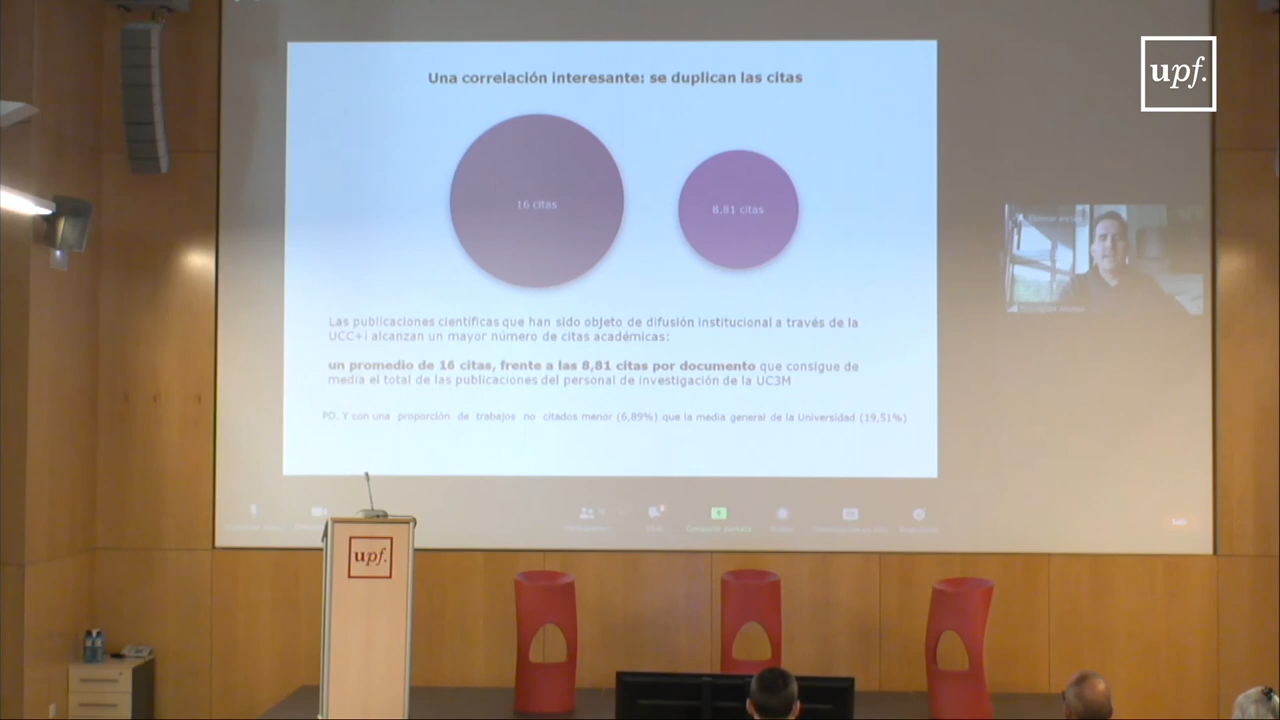 upf.
Una correlación interesante: se duplican las citas
16 citas
8,81 citas
Las publicaciones científicas que han sido objeto de difusión institucional a través de la
UCC+i alcanzan un mayor número de citas académicas:
un promedio de 16 citas, frente a las 8,81 citas por documento que consigue de
media el total de las publicaciones del personal de investigación de la UC3M
PD. Y con una proporción de trabajos no citados menor (6,89%) que la media general de la Universidad (19,51%)
Compartir pantalla
upf.